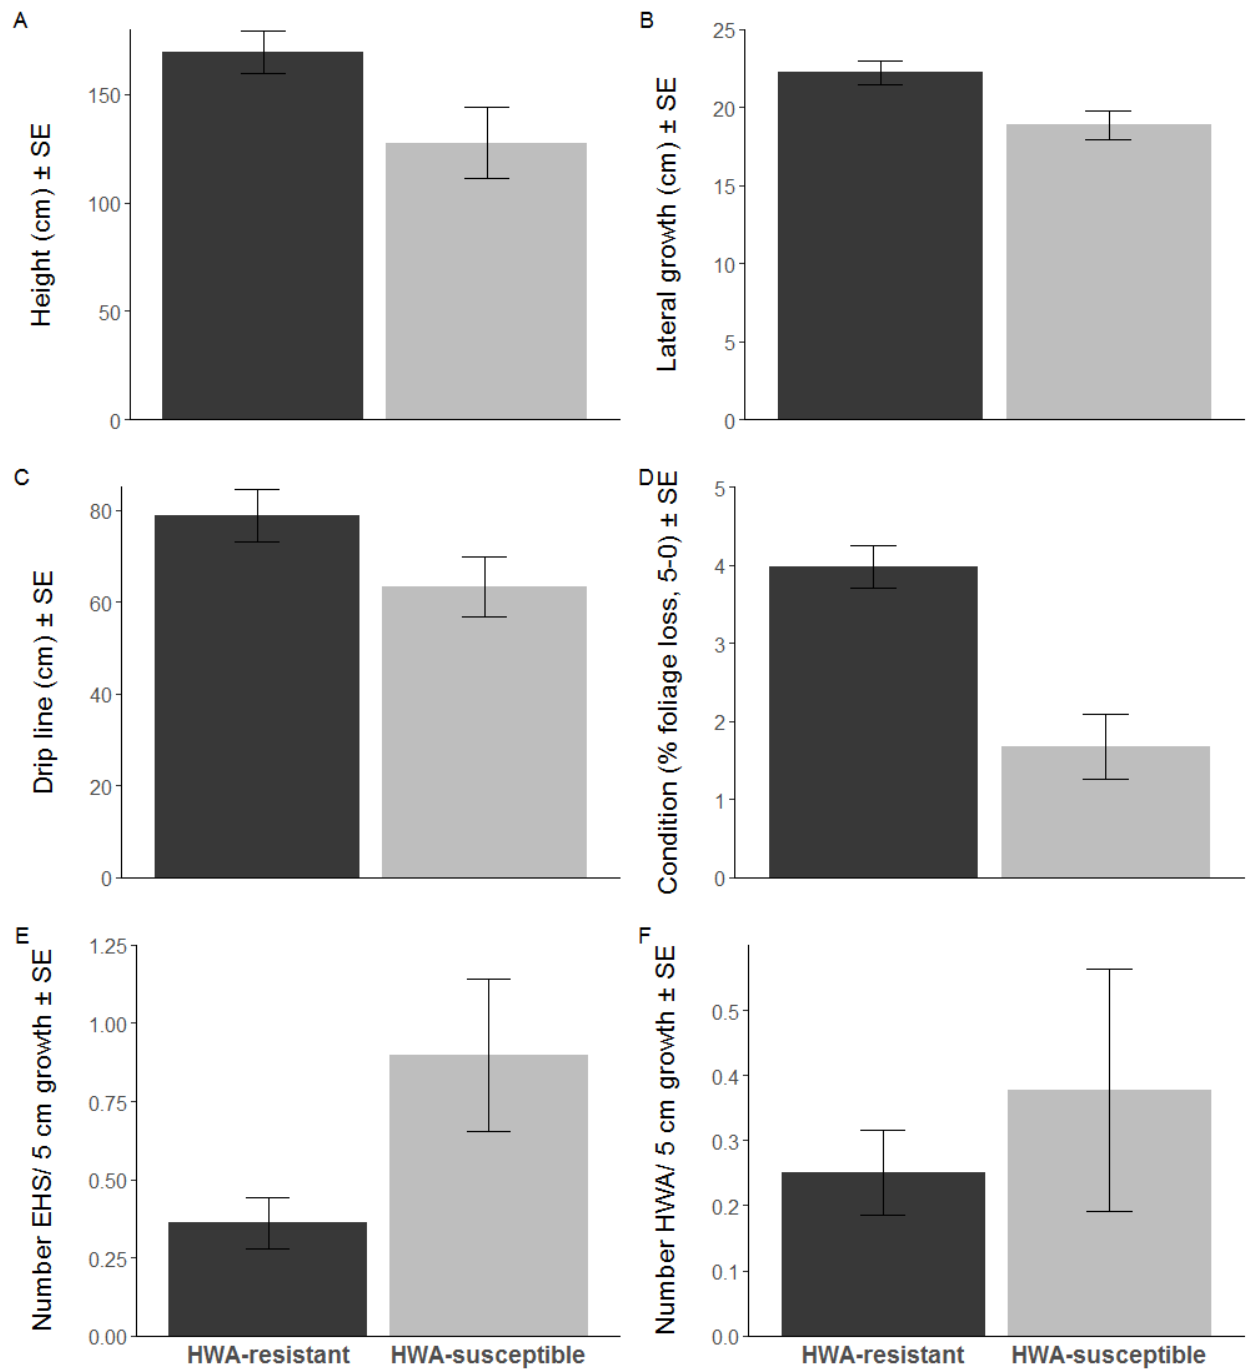 A
Height (cm) ± SE
150
100
50
0
B
Lateral growth (cm) ± SE
25
20
15
10
5
0
C
Drip line (cm) ± SE
80
60
40
20
0
D
Condition (% foliage loss, 5-0) ± SE
5
4
3
2
1
0
E
Number EHS/ 5 cm growth ± SE
1.25
1.00
0.75
0.50
0.25
0.00
HWA-resistant HWA-susceptible
F
Number HWA/ 5 cm growth ± SE
0.5
0.4
0.3
0.2
0.1
0.0
HWA-resistant HWA-susceptible